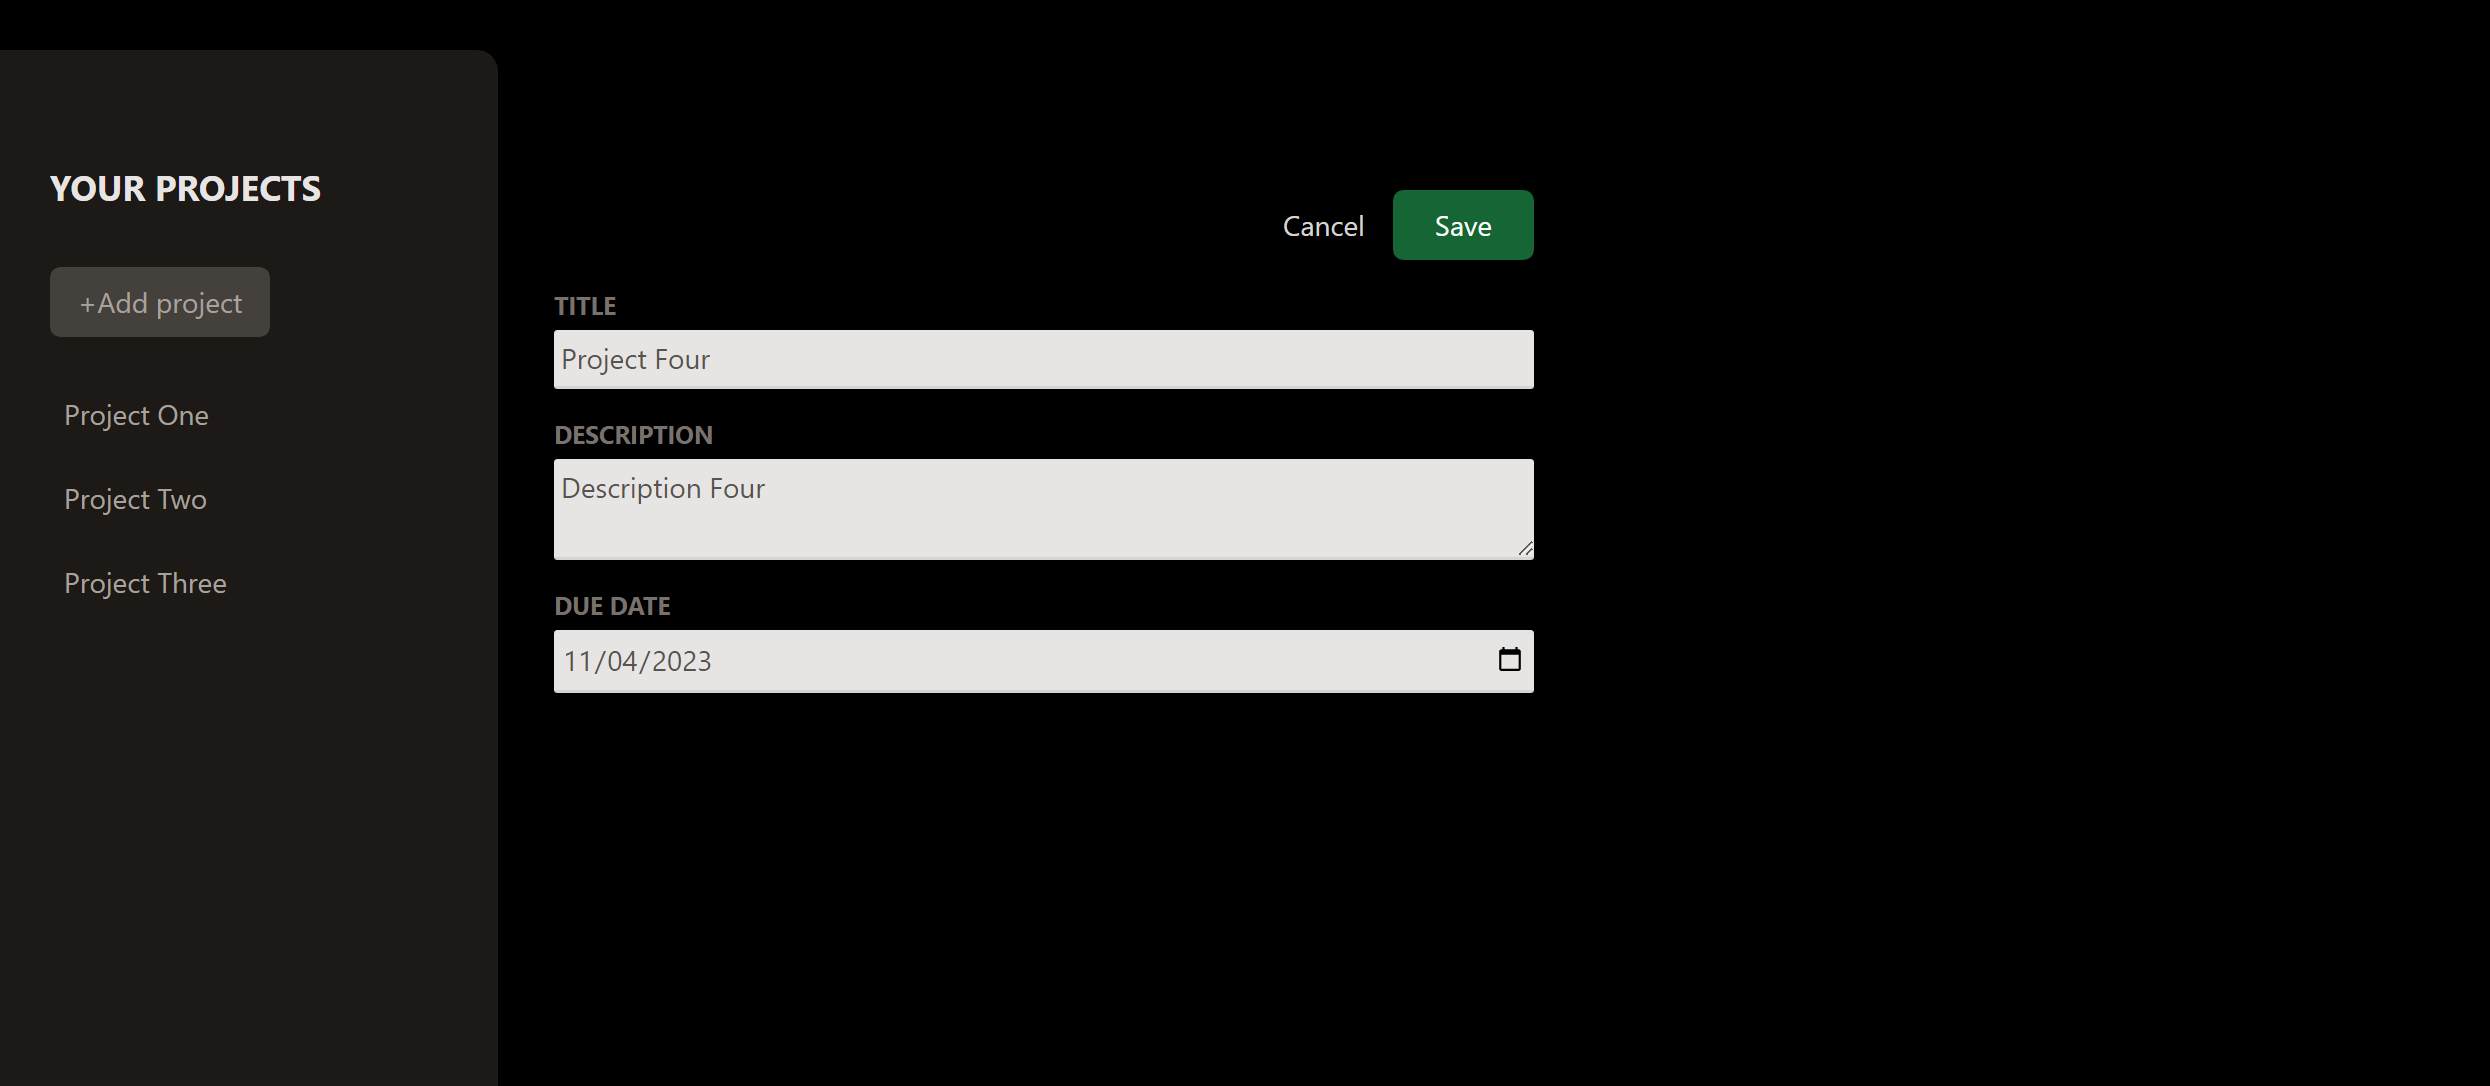 YOUR PROJECTS
+Add project
Project One
Project Two
Project Three
Cancel
Save
TITLE
Project Four
DESCRIPTION
Description Four
DUE DATE
11/04/2023